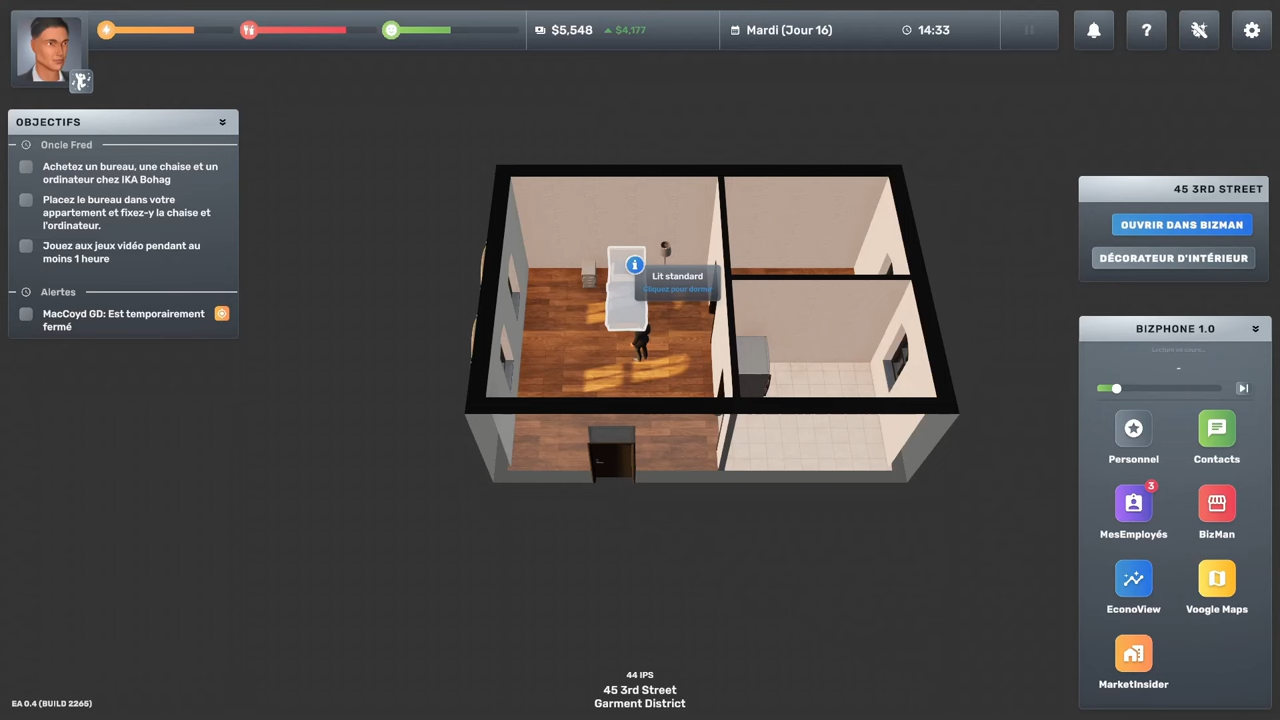 $5,548
$4,177
Mardi (Jour 16)
14:33
?
OBJECTIFS
Oncle Fred
Achetez un bureau, une chaise et un
ordinateur chez IKA Bohag
Placez le bureau dans votre
appartement et fixez-y la chaise et
l'ordinateur.
Jouez aux jeux vidéo pendant au
moins 1 heure
Alertes
MacCoyd GD: Est temporairement
fermé
Lit standard
Cliquez pour dormir
45 3RD STREET
OUVRIR DANS BIZMAN
DÉCORATEUR D'INTÉRIEUR
BIZPHONE 1.0
-
Personnel
Contacts
3
MesEmployés
BizMan
EconoView
Voogle Maps
MarketInsider
44 IPS
45 3rd Street
Garment District
EA 0.4 (BUILD 2265)